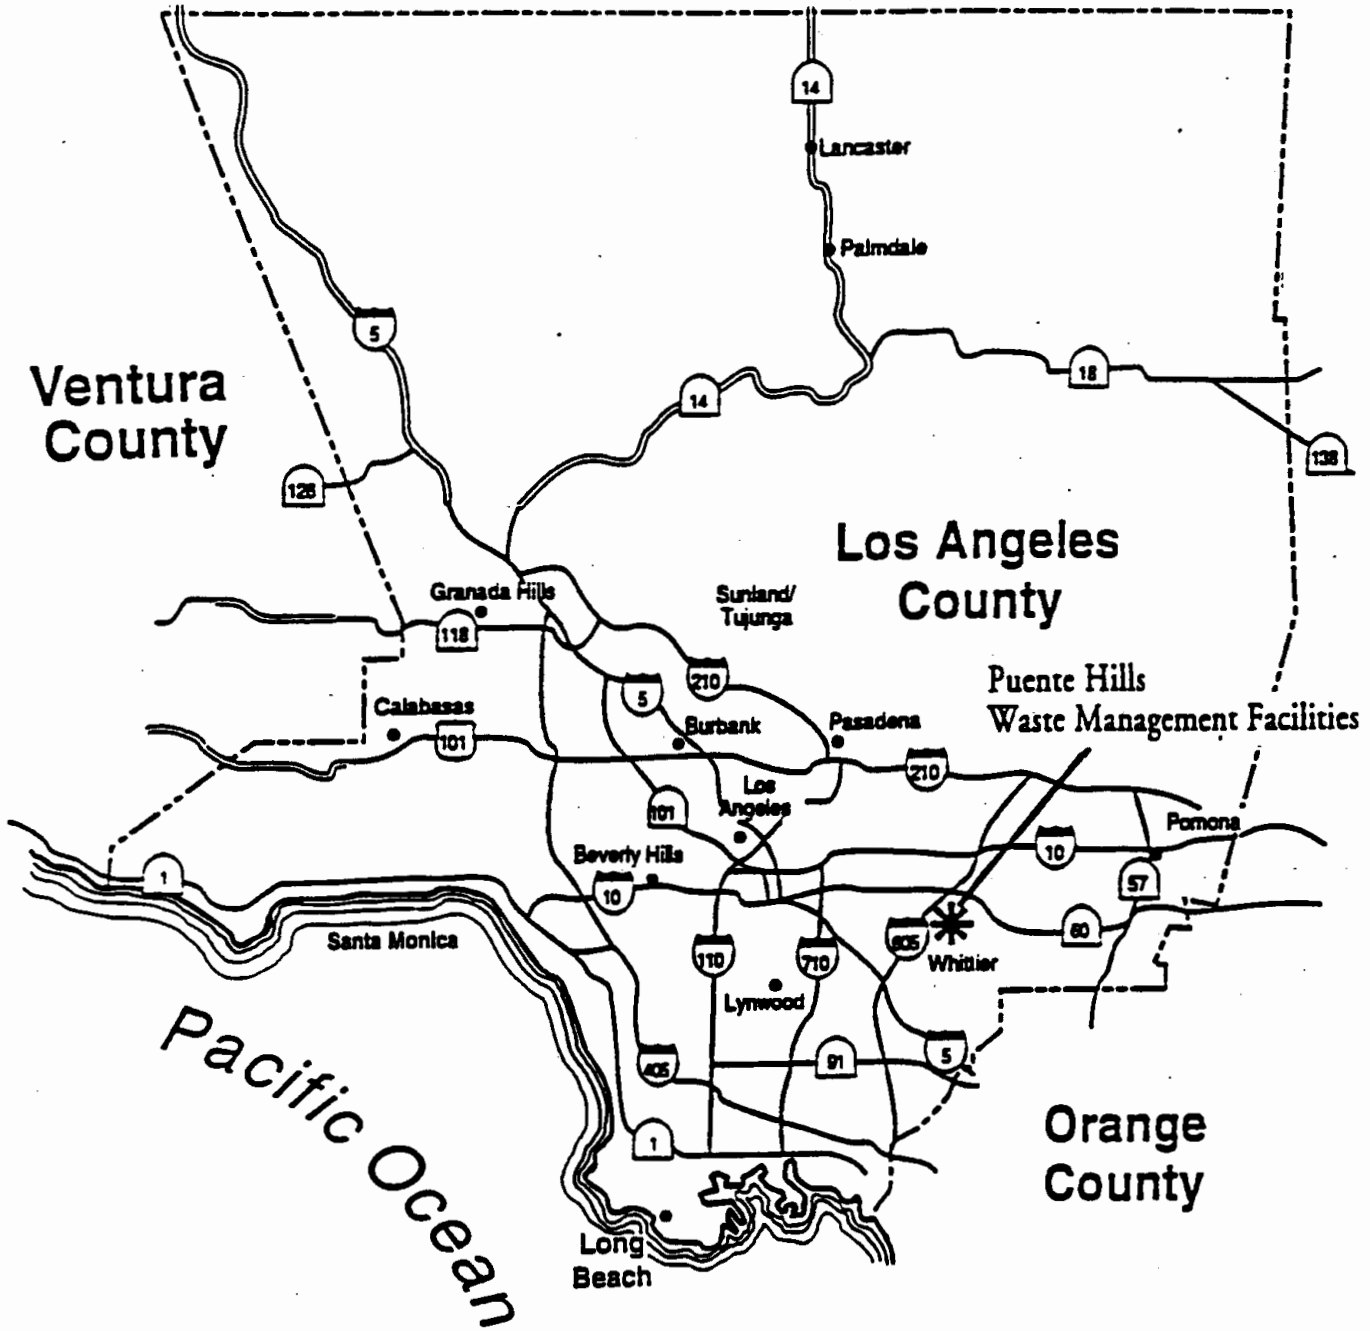 14
Lancaster
Palmdale
5
Ventura
County
18
14
138
126
Los Angeles
County
Granada Hills
Sunland/
Tujunga
118
210
5
Puente Hills
Waste Management Facilities
Calabasas
101
Burbank
Pasadena
210
Los
Angeles
101
Pomona
10
Beverly Hills
1
10
57
Santa Monica
110
710
605
60
Whittier
Lynwood
Pacific Ocean
405
91
5
1
Orange
County
Long
Beach